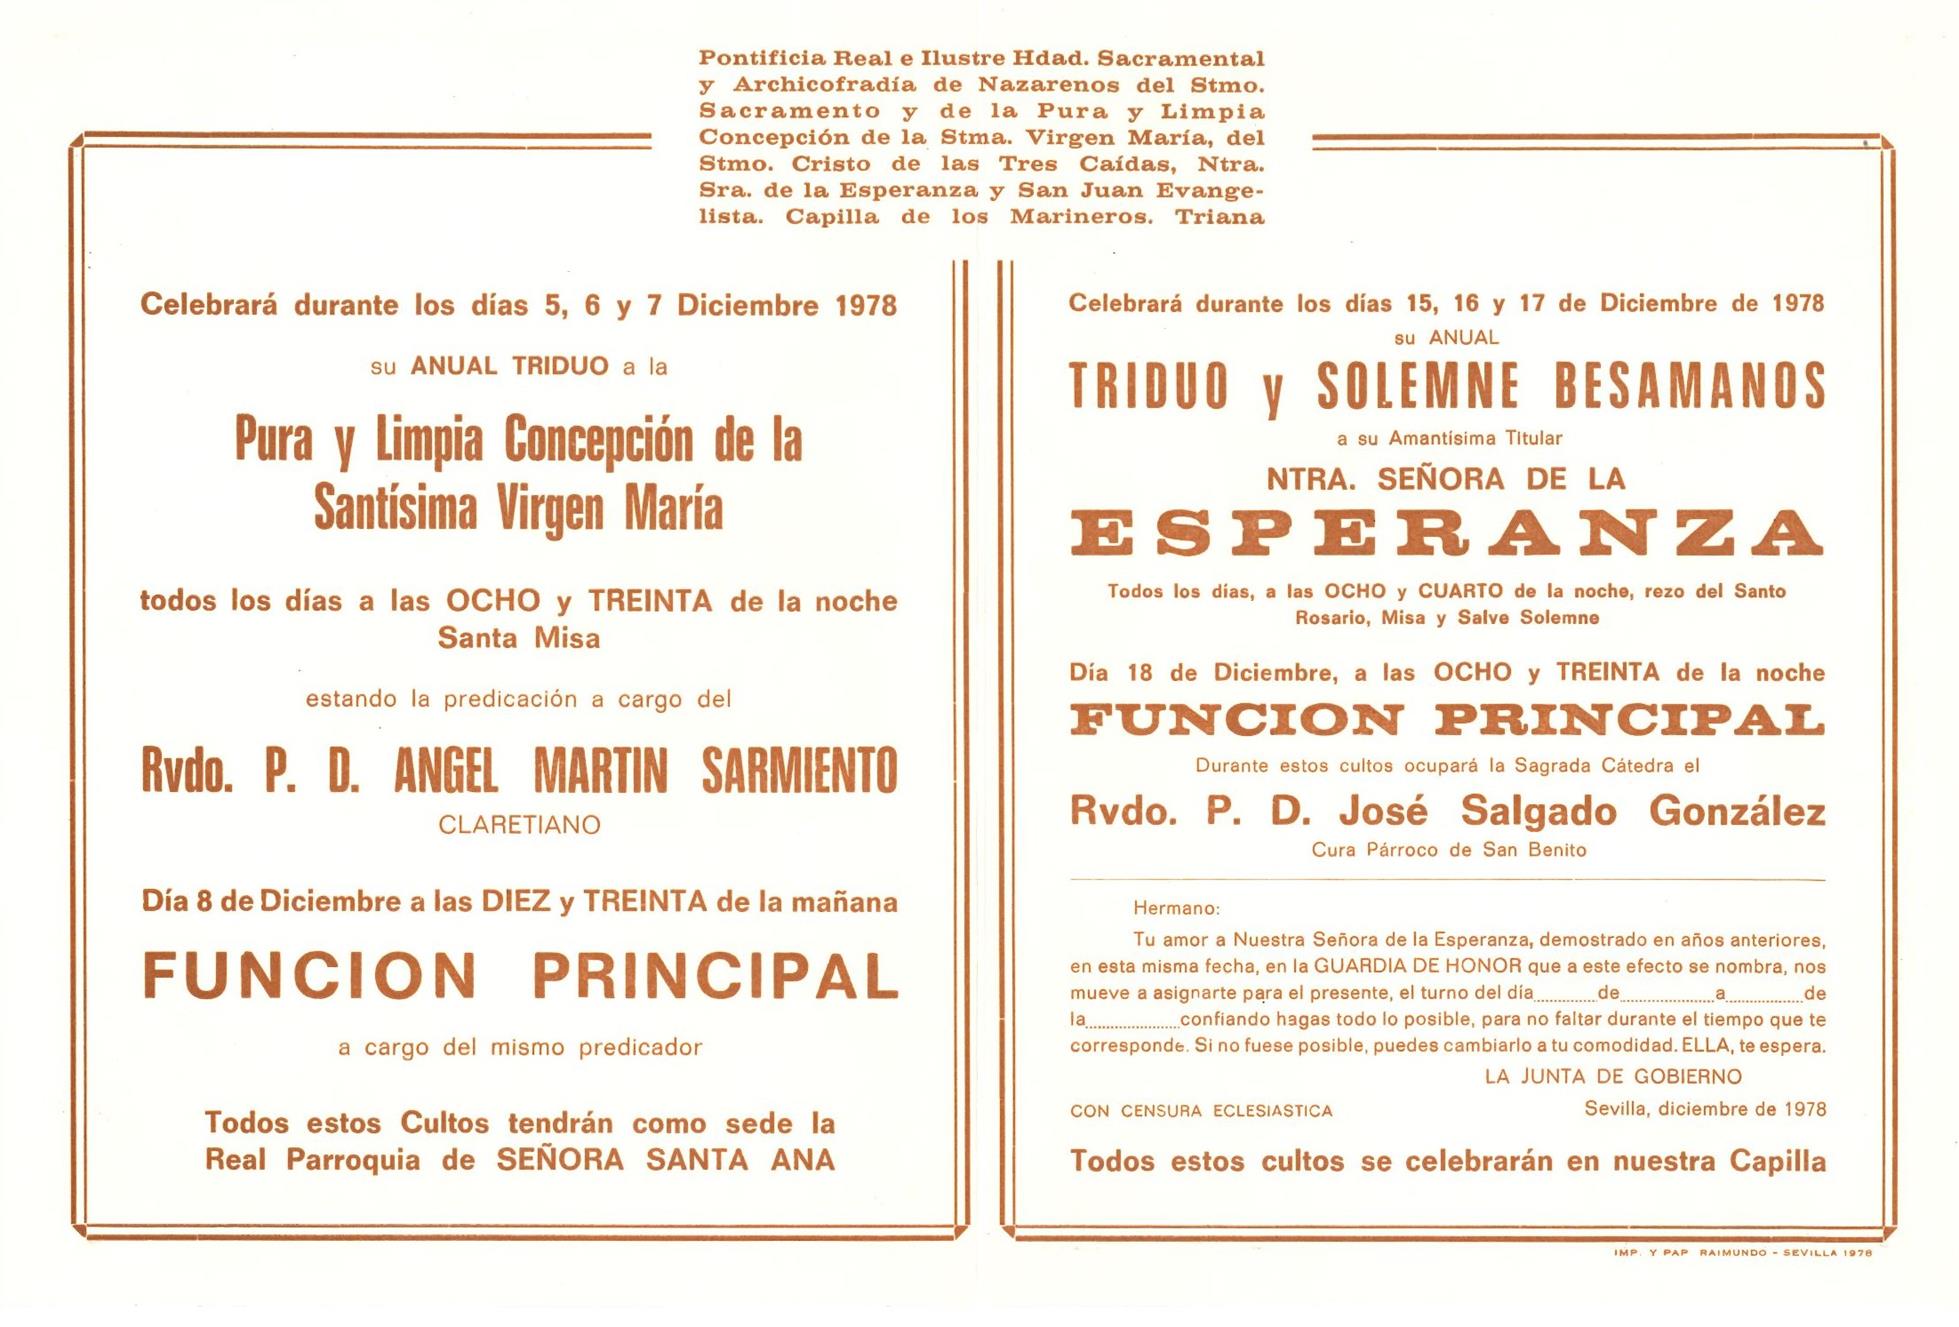 Pontificia Real e Ilustre Hdad. Sacramental
y Archicofradía de Nazarenos del Stmo.
Sacramento y de la Pura y Limpia
Concepción de la Stma. Virgen María, del
Stmo. Cristo de las Tres Caídas, Ntra.
Sra. de la Esperanza y San Juan Evange-
lista. Capilla de los Marineros. Triana
Celebrará durante los días 5, 6 y 7 Diciembre 1978
su ANUAL TRIDUO a la
Pura y Limpia Concepción de la
Santísima Virgen María
todos los días a las OCHO y TREINTA de la noche
Santa Misa
estando la predicación a cargo del
Rvdo. P. D. ANGEL MARTIN SARMIENTO
CLARETIANO
Día 8 de Diciembre a las DIEZ y TREINTA de la mañana
FUNCION PRINCIPAL
a cargo del mismo predicador
Todos estos Cultos tendrán como sede la
Real Parroquia de SEÑORA SANTA ANA
Celebrará durante los días 15, 16 y 17 de Diciembre de 1978
su ANUAL
TRIDUO y SOLEMNE BESAMANOS
a su Amantísima Titular
NTRA. SEÑORA DE LA
ESPERANZA
Todos los días, a las OCHO y CUARTO de la noche, rezo del Santo
Rosario, Misa y Salve Solemne
Día 18 de Diciembre, a las OCHO y TREINTA de la noche
FUNCION PRINCIPAL
Durante estos cultos ocupará la Sagrada Cátedra el
Rvdo. P. D. José Salgado González
Cura Párroco de San Benito
Hermano:
Tu amor a Nuestra Señora de la Esperanza, demostrado en años anteriores,
en esta misma fecha, en la GUARDIA DE HONOR que a este efecto se nombra, nos
mueve a asignarte para el presente, el turno del día..........de...............a............de
la...............confiando hagas todo lo posible, para no faltar durante el tiempo que te
corresponde. Si no fuese posible, puedes cambiarlo a tu comodidad. ELLA, te espera.
LA JUNTA DE GOBIERNO
CON CENSURA ECLESIASTICA Sevilla, diciembre de 1978
Todos estos cultos se celebrarán en nuestra Capilla
IMP. Y PAP RAIMUNDO - SEVILLA 1978